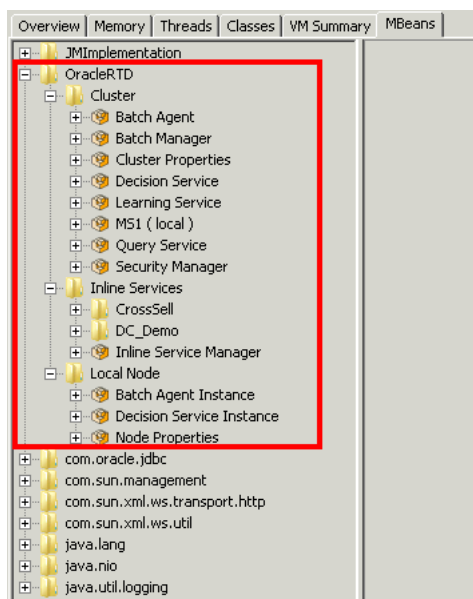 Overview Memory Threads Classes VM Summary MBeans
JMImplementation
OracleRTD
Cluster
Batch Agent
Batch Manager
Cluster Properties
Decision Service
Learning Service
MS1 ( local )
Query Service
Security Manager
Inline Services
CrossSell
DC_Demo
Inline Service Manager
Local Node
Batch Agent Instance
Decision Service Instance
Node Properties
com.oracle.jdbc
com.sun.management
com.sun.xml.ws.transport.http
com.sun.xml.ws.util
java.lang
java.nio
java.util.logging